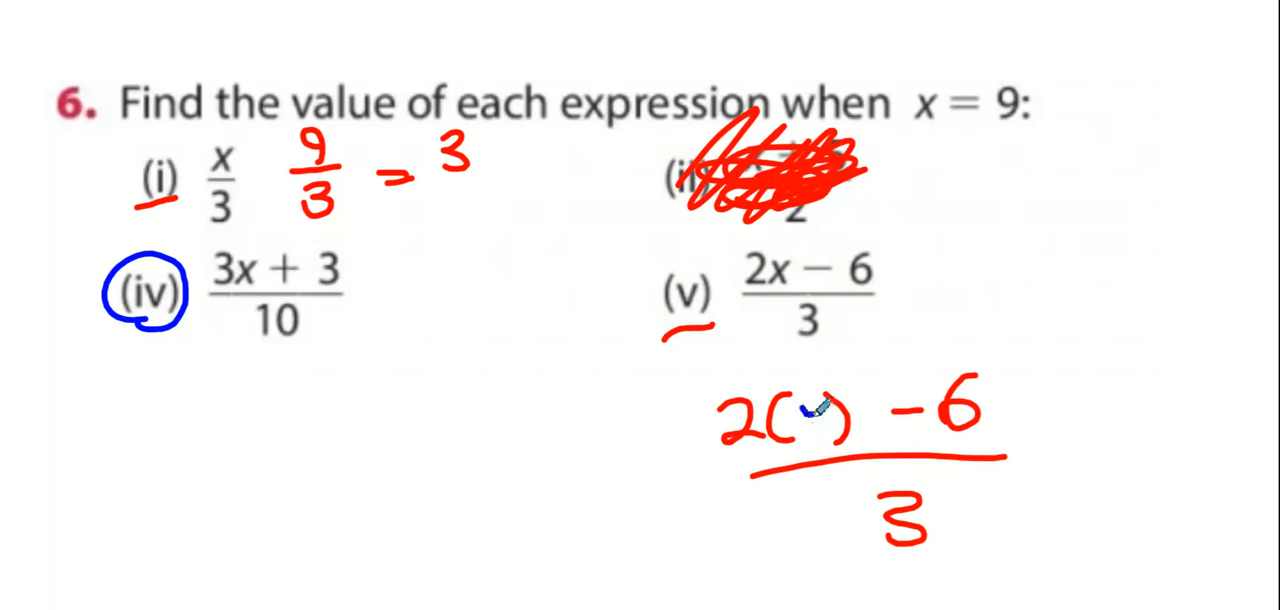 6. Find the value of each expression when x = 9:
(i) x/3 9/3 = 3
(iv) (3x + 3)/10 (v) (2x − 6)/3
2( ) - 6
3